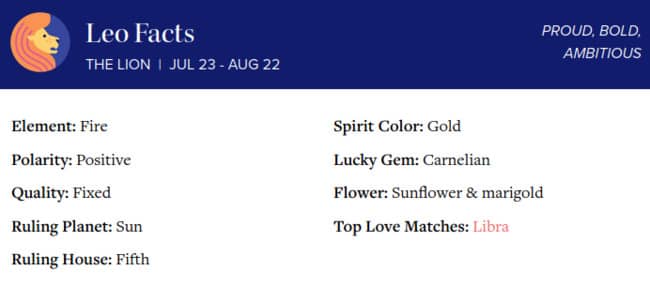 Leo Facts
THE LION | JUL 23 - AUG 22
PROUD, BOLD,
AMBITIOUS
Element: Fire
Polarity: Positive
Quality: Fixed
Ruling Planet: Sun
Ruling House: Fifth
Spirit Color: Gold
Lucky Gem: Carnelian
Flower: Sunflower & marigold
Top Love Matches: Libra